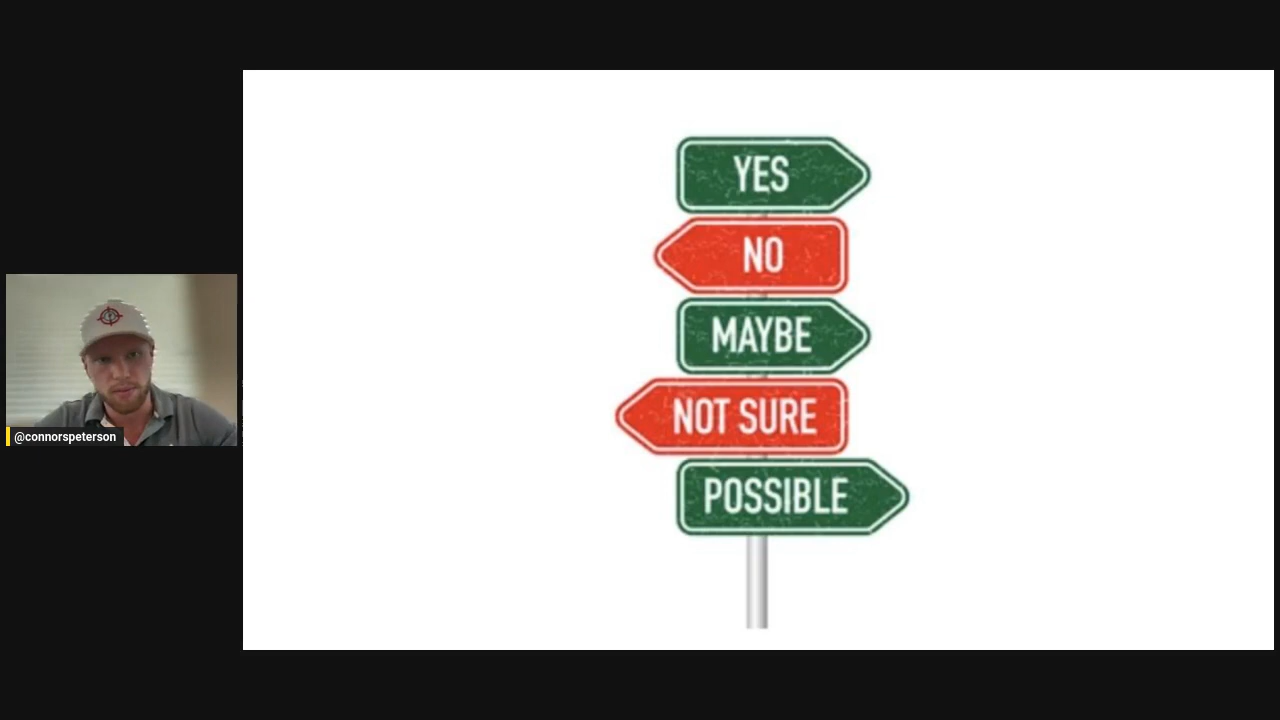 YES
NO
MAYBE
NOT SURE
POSSIBLE
@connorspeterson